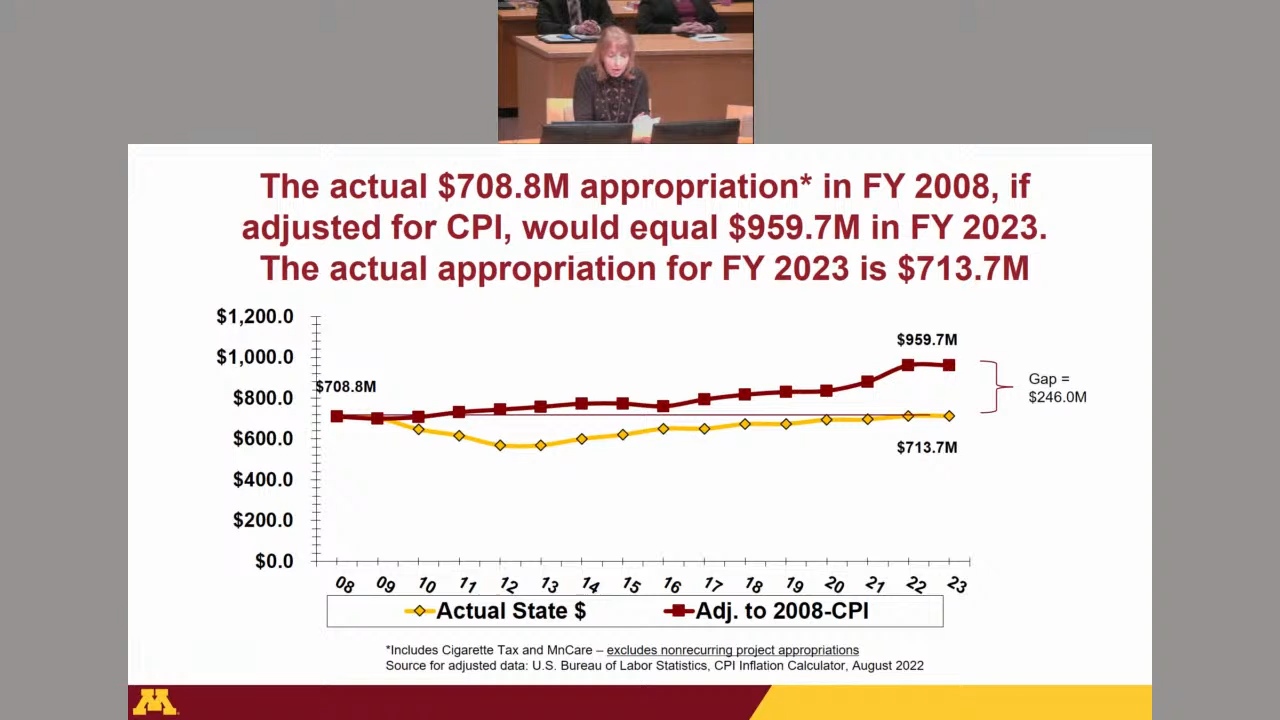 The actual $708.8M appropriation* in FY 2008, if
adjusted for CPI, would equal $959.7M in FY 2023.
The actual appropriation for FY 2023 is $713.7M
$1,200.0
$1,000.0
$800.0
$600.0
$400.0
$200.0
$0.0
$708.8M
$959.7M
Gap =
$246.0M
$713.7M
08 09 10 11 12 13 14 15 16 17 18 19 20 21 22 23
Actual State $ Adj. to 2008-CPI
*Includes Cigarette Tax and MnCare – excludes nonrecurring project appropriations
Source for adjusted data: U.S. Bureau of Labor Statistics, CPI Inflation Calculator, August 2022
M